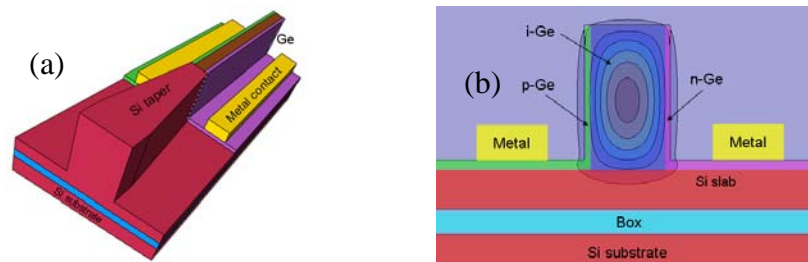 (a)
Ge
Si taper
Metal contact
Si substrate
(b)
i-Ge
p-Ge
n-Ge
Metal
Metal
Si slab
Box
Si substrate